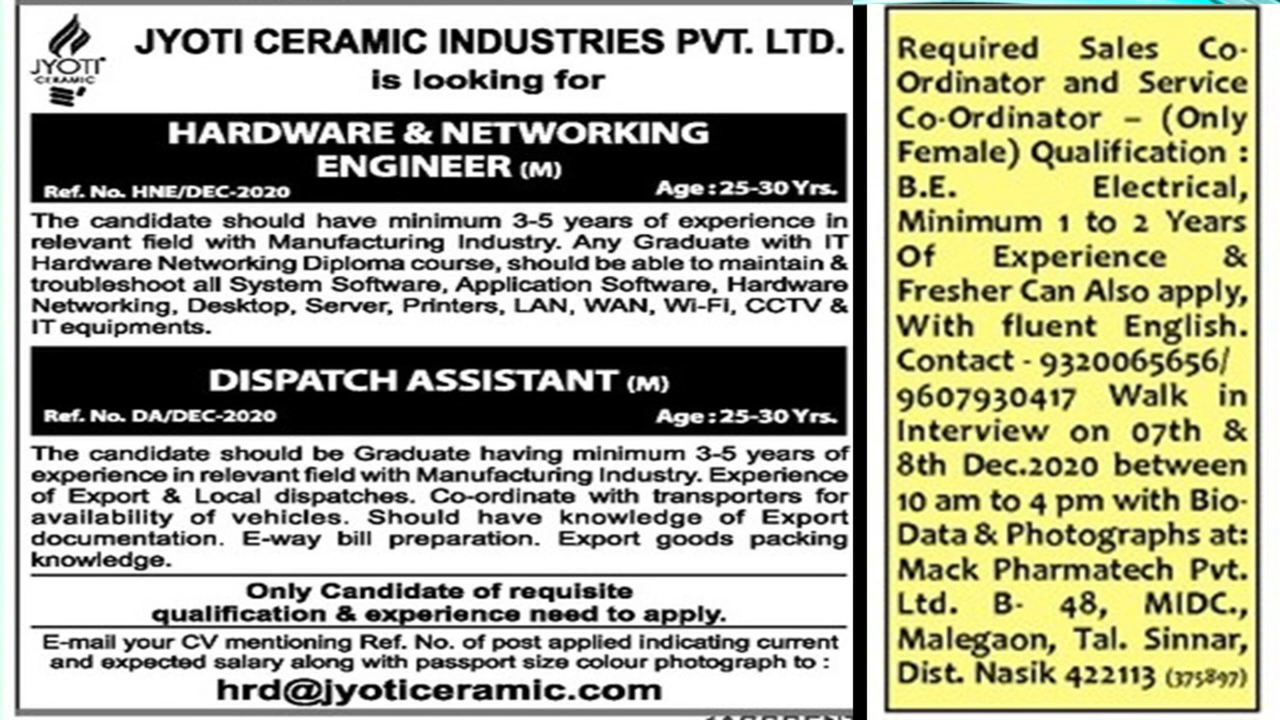 JYOTI
CERAMIC
JYOTI CERAMIC INDUSTRIES PVT. LTD.
is looking for
HARDWARE & NETWORKING
ENGINEER (M)
Ref. No. HNE/DEC-2020 Age : 25-30 Yrs.
The candidate should have minimum 3-5 years of experience in
relevant field with Manufacturing Industry. Any Graduate with IT
Hardware Networking Diploma course, should be able to maintain &
troubleshoot all System Software, Application Software, Hardware
Networking, Desktop, Server, Printers, LAN, WAN, Wi-Fi, CCTV &
IT equipments.
DISPATCH ASSISTANT (M)
Ref. No. DA/DEC-2020 Age : 25-30 Yrs.
The candidate should be Graduate having minimum 3-5 years of
experience in relevant field with Manufacturing Industry. Experience
of Export & Local dispatches. Co-ordinate with transporters for
availability of vehicles. Should have knowledge of Export
documentation. E-way bill preparation. Export goods packing
knowledge.
Only Candidate of requisite
qualification & experience need to apply.
E-mail your CV mentioning Ref. No. of post applied indicating current
and expected salary along with passport size colour photograph to :
hrd@jyoticeramic.com
Required Sales Co-
Ordinator and Service
Co-Ordinator – (Only
Female) Qualification :
B.E. Electrical,
Minimum 1 to 2 Years
Of Experience &
Fresher Can Also apply,
With fluent English.
Contact - 9320065656/
9607930417 Walk in
Interview on 07th &
8th Dec.2020 between
10 am to 4 pm with Bio-
Data & Photographs at:
Mack Pharmatech Pvt.
Ltd. B- 48, MIDC.,
Malegaon, Tal. Sinnar,
Dist. Nasik 422113 (375897)